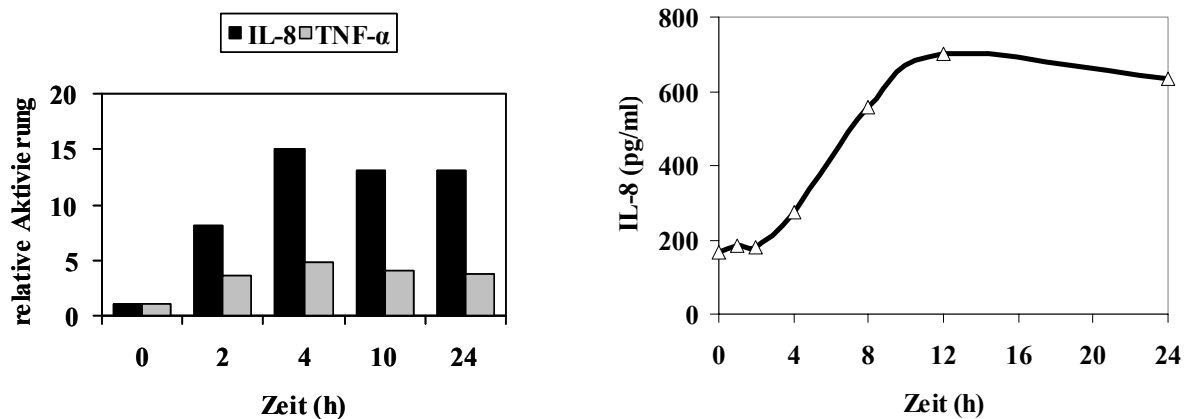 IL-8 TNF-α
relative Aktivierung
20
15
10
5
0
0 2 4 10 24
Zeit (h)
IL-8 (pg/ml)
800
600
400
200
0
0 4 8 12 16 20 24
Zeit (h)